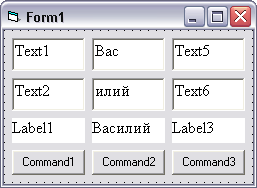 Form1
Text1 Вас Text5
Text2 илий Text6
Label1 Василий Label3
Command1 Command2 Command3